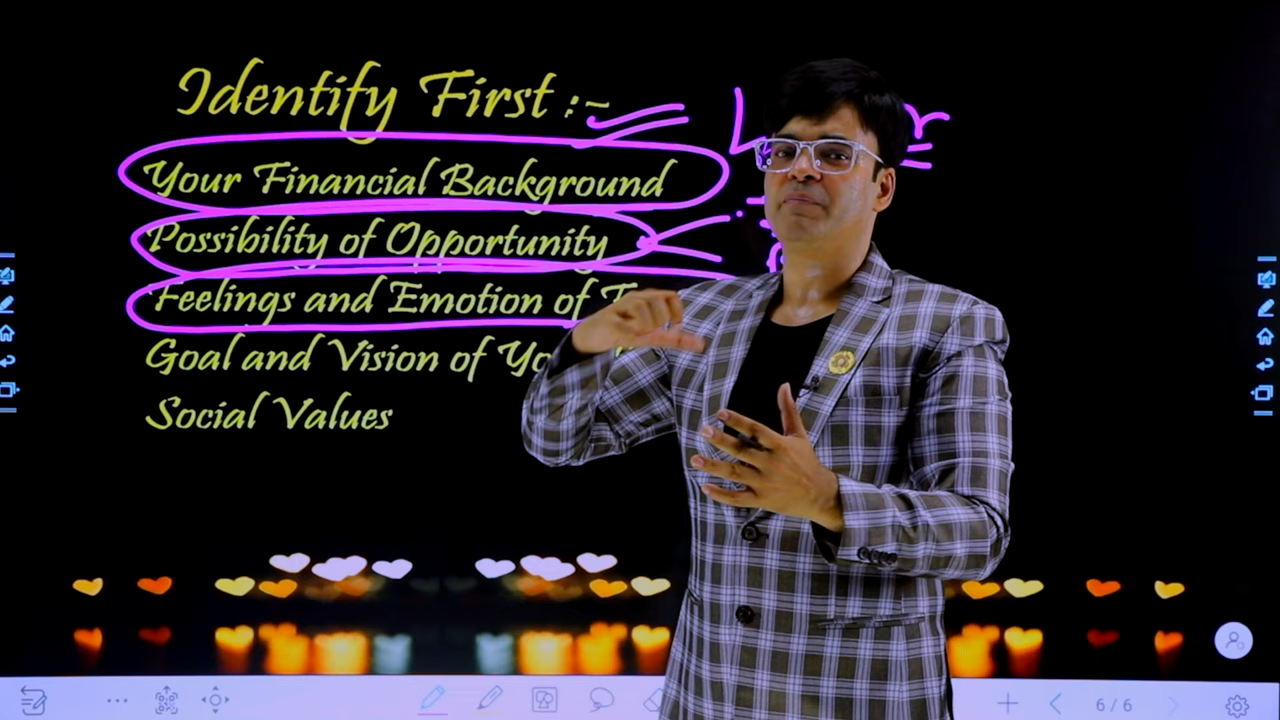 Identify First :-
Your Financial Background
Possibility of Opportunity
Feelings and Emotion of
Goal and Vision of
Social Values
6/6